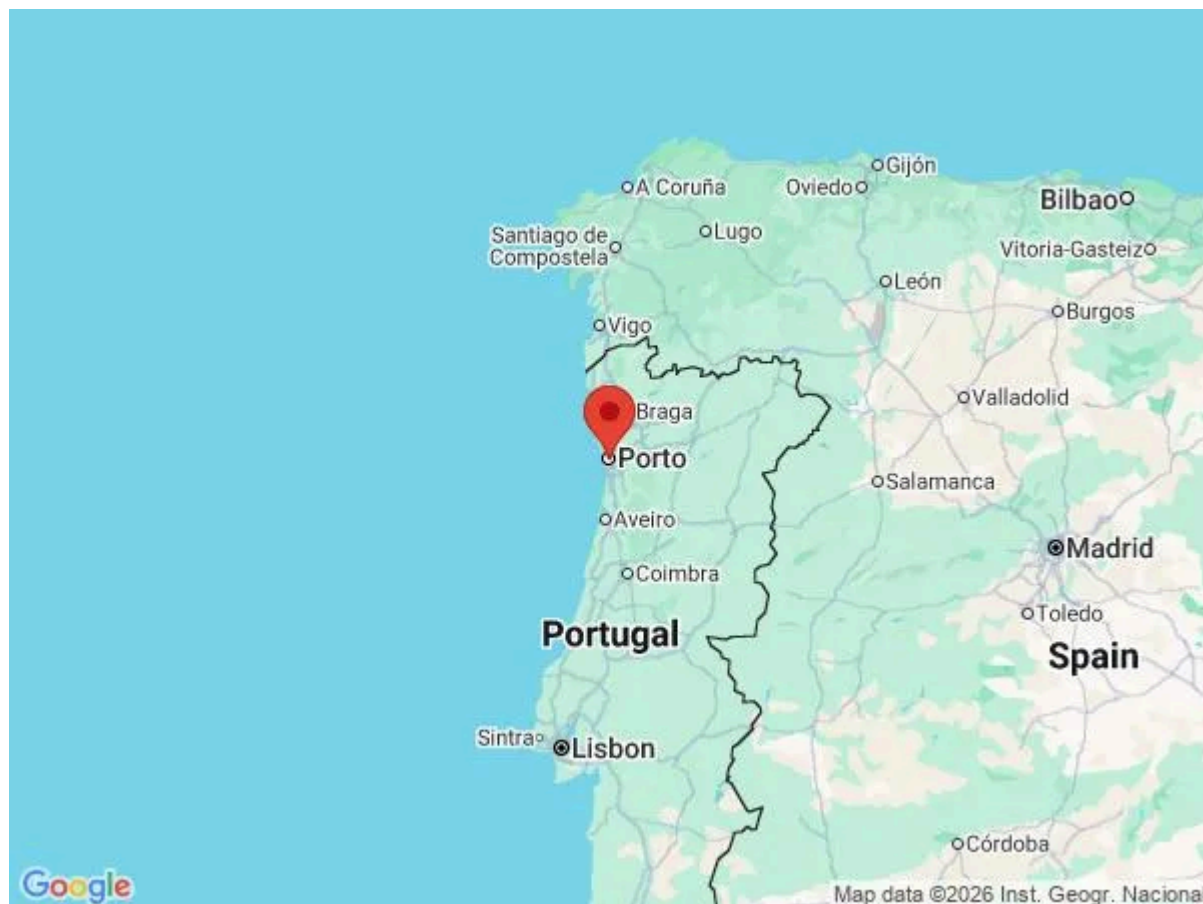 Gijón
A Coruña
Oviedo
Bilbao
Lugo
Santiago de
Compostela
Vitoria-Gasteiz
León
Burgos
Vigo
Valladolid
Braga
Porto
Salamanca
Aveiro
Madrid
Coimbra
Toledo
Portugal
Spain
Sintra
Lisbon
Córdoba
Google
Map data ©2026 Inst. Geogr. Nacional